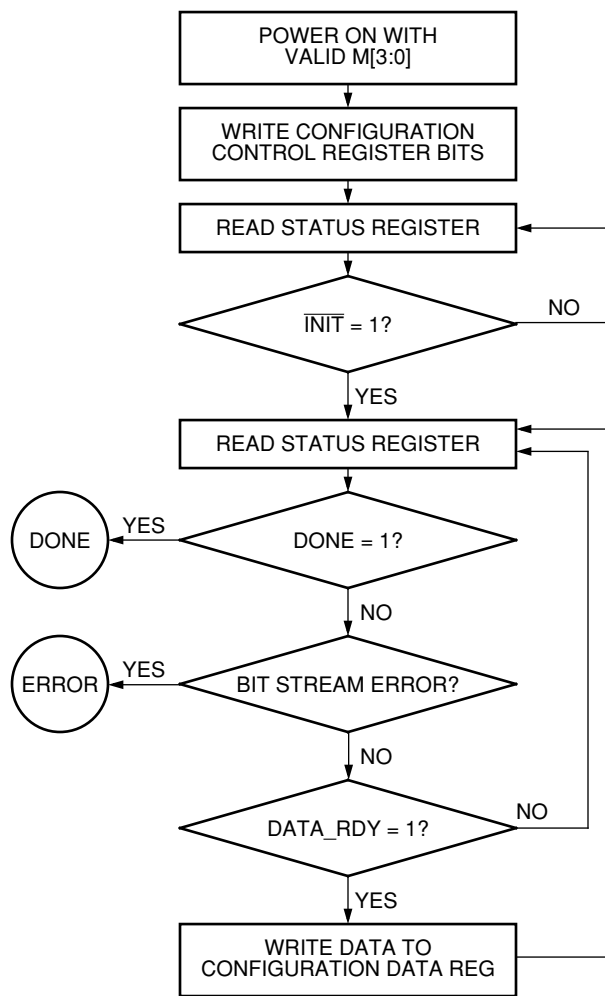 POWER ON WITH
VALID M[3:0]
WRITE CONFIGURATION
CONTROL REGISTER BITS
READ STATUS REGISTER
I̅N̅I̅T̅ = 1?
NO
YES
READ STATUS REGISTER
DONE
YES
DONE = 1?
NO
ERROR
YES
BIT STREAM ERROR?
NO
DATA_RDY = 1?
NO
YES
WRITE DATA TO
CONFIGURATION DATA REG